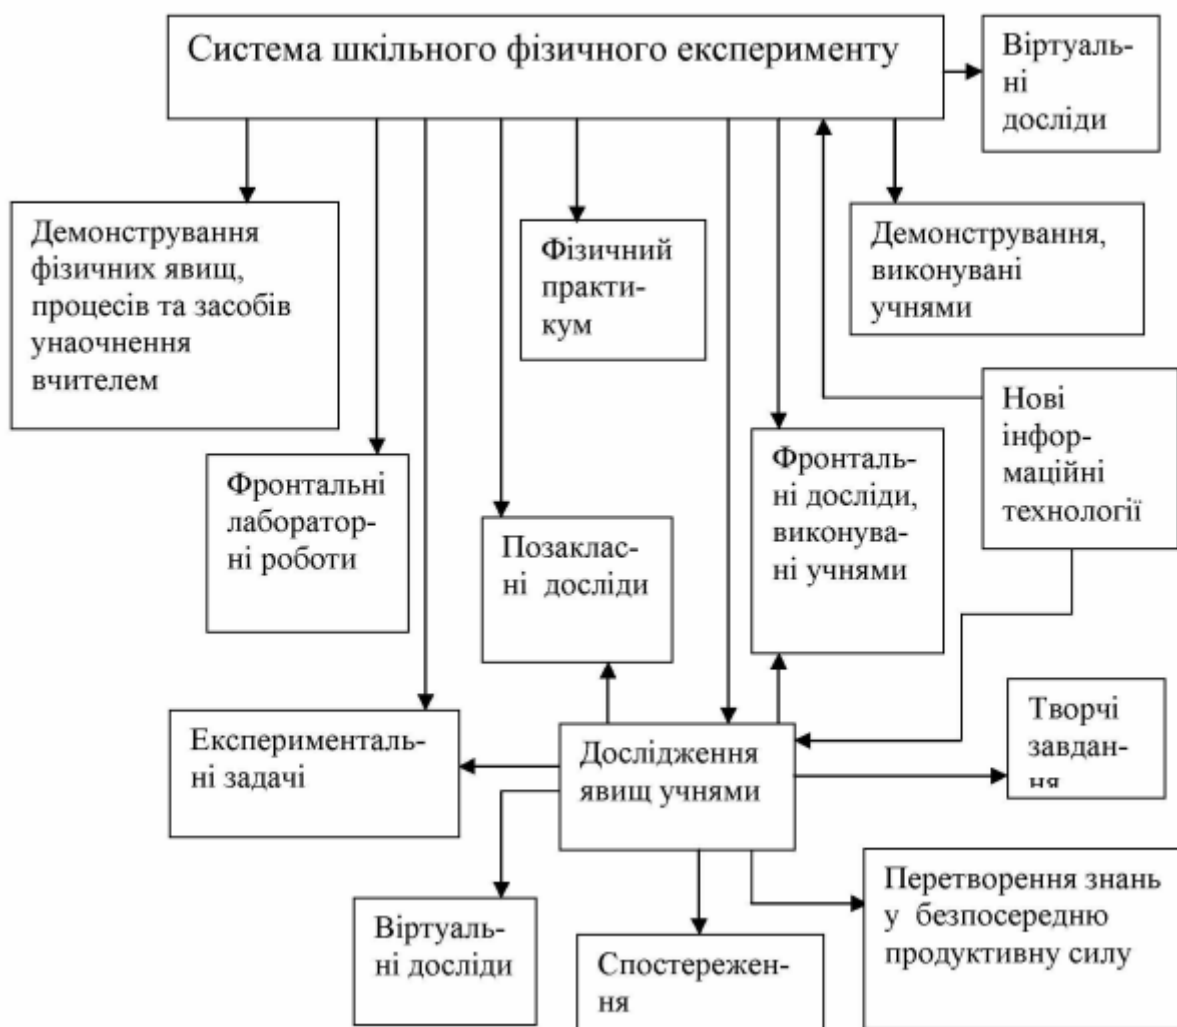 Система шкільного фізичного експерименту
Віртуаль-
ні
досліди
Демонстрування
фізичних явищ,
процесів та засобів
унаочнення
вчителем
Фізичний
практи-
кум
Демонстрування,
виконувані
учнями
Нові
інфор-
маційні
технології
Фронтальні
лаборатор-
ні роботи
Позаклас-
ні досліди
Фронталь-
ні досліди,
виконува-
ні учнями
Експерименталь-
ні задачі
Дослідження
явищ учнями
Творчі
завдан-
ня
Віртуаль-
ні досліди
Спостережен-
ня
Перетворення знань
у безпосередню
продуктивну силу